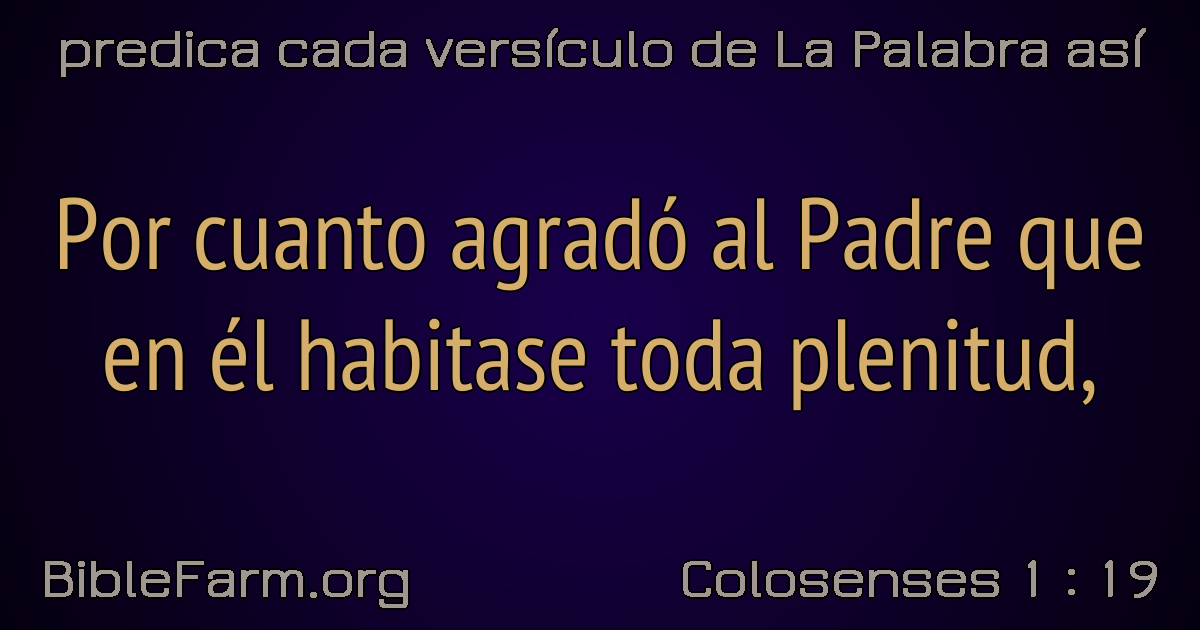 predica cada versículo de La Palabra así
Por cuanto agradó al Padre que
en él habitase toda plenitud,
BibleFarm.org
Colosenses 1 : 19